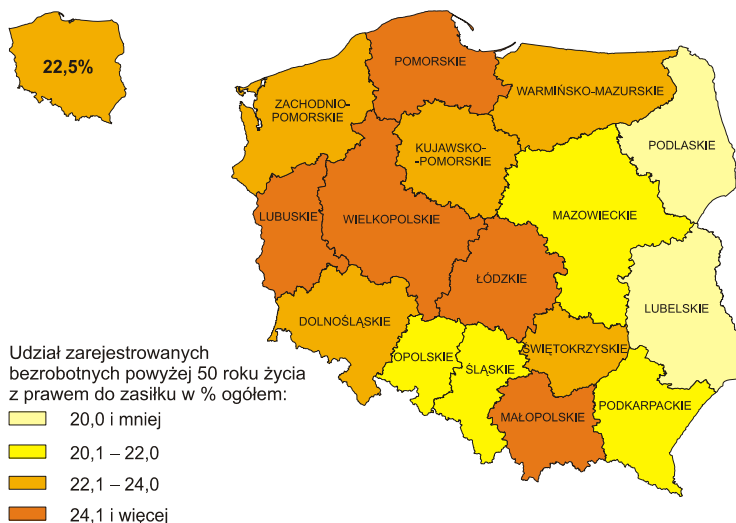 22,5%
POMORSKIE
WARMIŃSKO-MAZURSKIE
ZACHODNIO-
POMORSKIE
KUJAWSKO-
-POMORSKIE
PODLASKIE
LUBUSKIE
WIELKOPOLSKIE
MAZOWIECKIE
ŁÓDZKIE
LUBELSKIE
DOLNOŚLĄSKIE
OPOLSKIE
ŚLĄSKIE
ŚWIĘTOKRZYSKIE
MAŁOPOLSKIE
PODKARPACKIE
Udział zarejestrowanych
bezrobotnych powyżej 50 roku życia
z prawem do zasiłku w % ogółem:
20,0 i mniej
20,1 – 22,0
22,1 – 24,0
24,1 i więcej